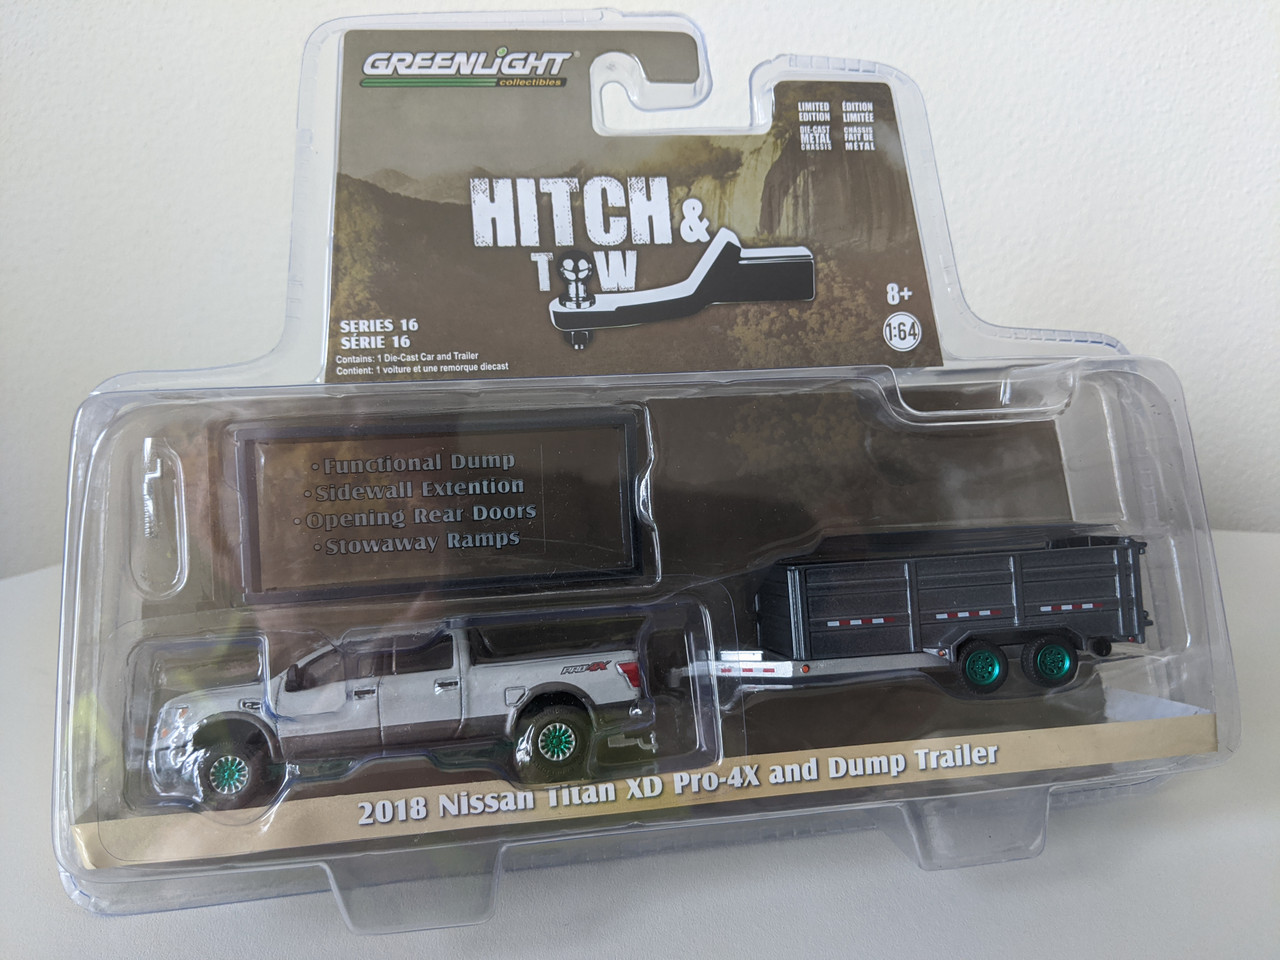 GREENLIGHT
collectibles
LIMITED EDITION
DIE-CAST METAL CHASSIS
ÉDITION LIMITÉE
CHÂSSIS FAIT DE MÉTAL
HITCH &
TOW
8+
1:64
SERIES 16
SÉRIE 16
Contains: 1 Die-Cast Car and Trailer
Contient: 1 voiture et une remorque diecast
• Functional Dump
• Sidewall Extention
• Opening Rear Doors
• Stowaway Ramps
PRO-4X
2018 Nissan Titan XD Pro-4X and Dump Trailer